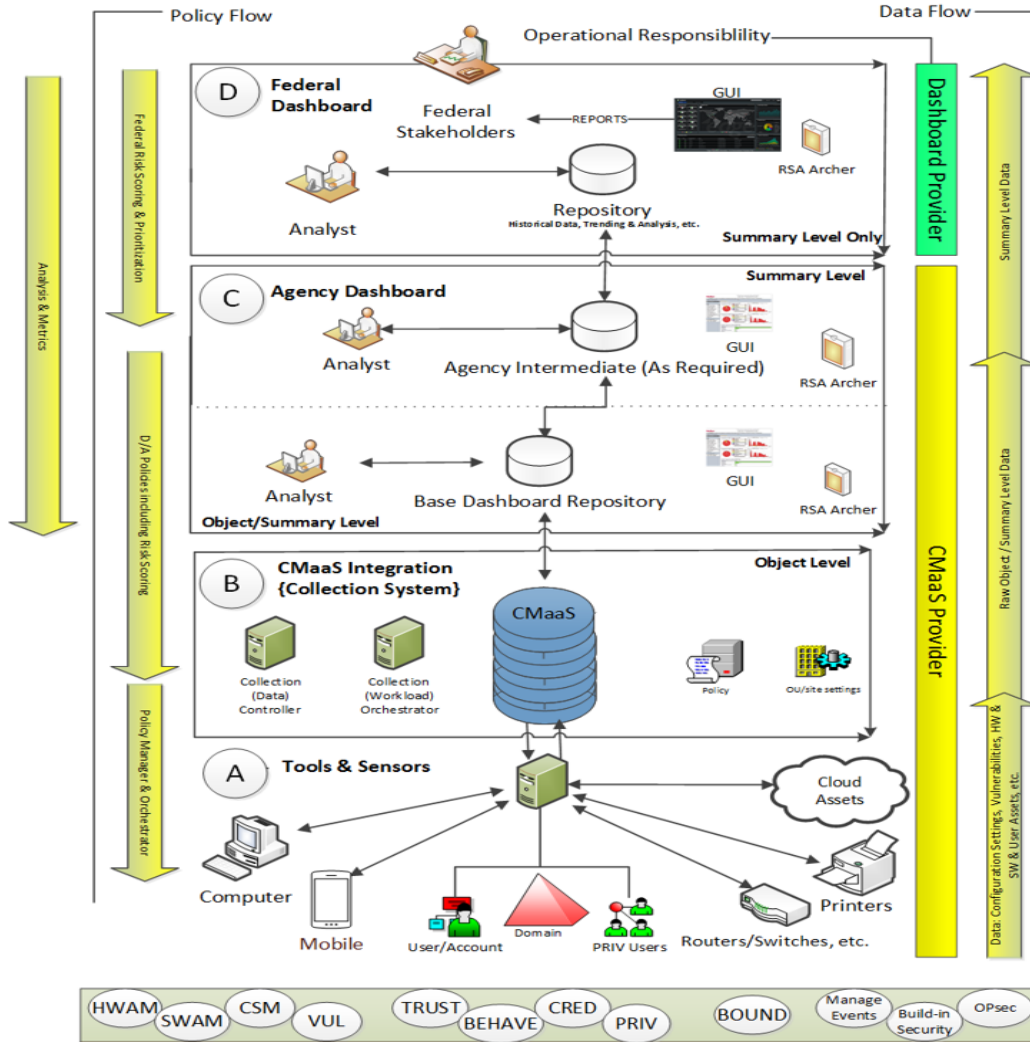 Policy Flow
Data Flow
Operational Responsiblility
D
Federal
Dashboard
Federal
Stakeholders
REPORTS
GUI
RSA Archer
Analyst
Repository
Historical Data, Trending & Analysis, etc.
Summary Level Only
Summary Level
C
Agency Dashboard
Analyst
Agency Intermediate (As Required)
GUI
RSA Archer
Analyst
Base Dashboard Repository
GUI
RSA Archer
Object/Summary Level
B
CMaaS Integration
{Collection System}
Object Level
CMaaS
Collection
(Data)
Controller
Collection
(Workload)
Orchestrator
Policy
OU/site settings
A
Tools & Sensors
Cloud
Assets
Computer
Mobile
User/Account
Domain
PRIV Users
Routers/Switches, etc.
Printers
Analysis & Metrics
Federal Risk Scoring & Prioritization
D/A Polices including Risk Scoring
Policy Manager & Orchestrator
Dashboard Provider
CMaaS Provider
Summary Level Data
Raw Object / Summary Level Data
Data: Configuration Settings, Vulnerabilities, HW &
SW & User Assets, etc.
HWAM
SWAM
CSM
VUL
TRUST
BEHAVE
CRED
PRIV
BOUND
Manage
Events
Build-in
Security
OPsec